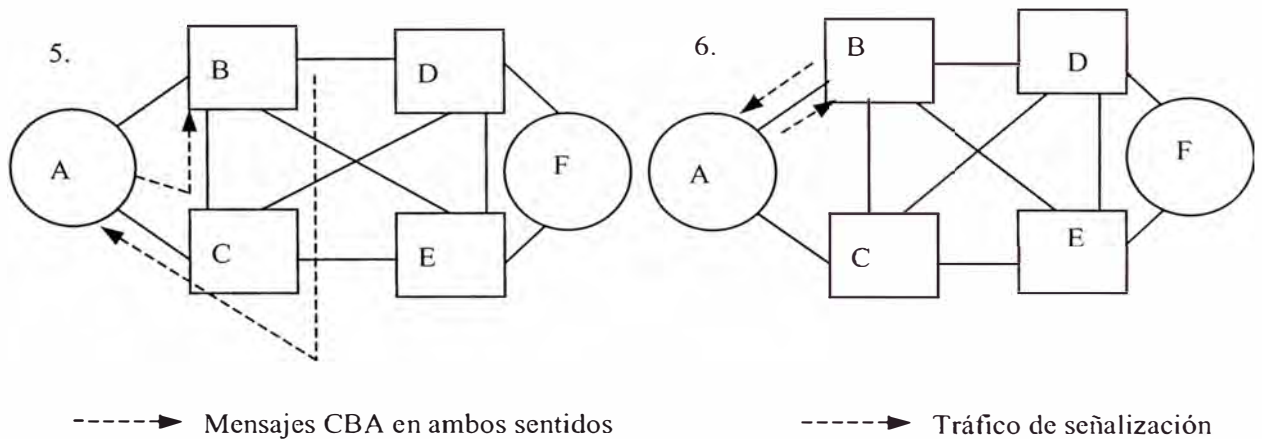 5.
B
D
A
F
C
E
6.
B
D
A
F
C
E
Mensajes CBA en ambos sentidos
Tráfico de señalización